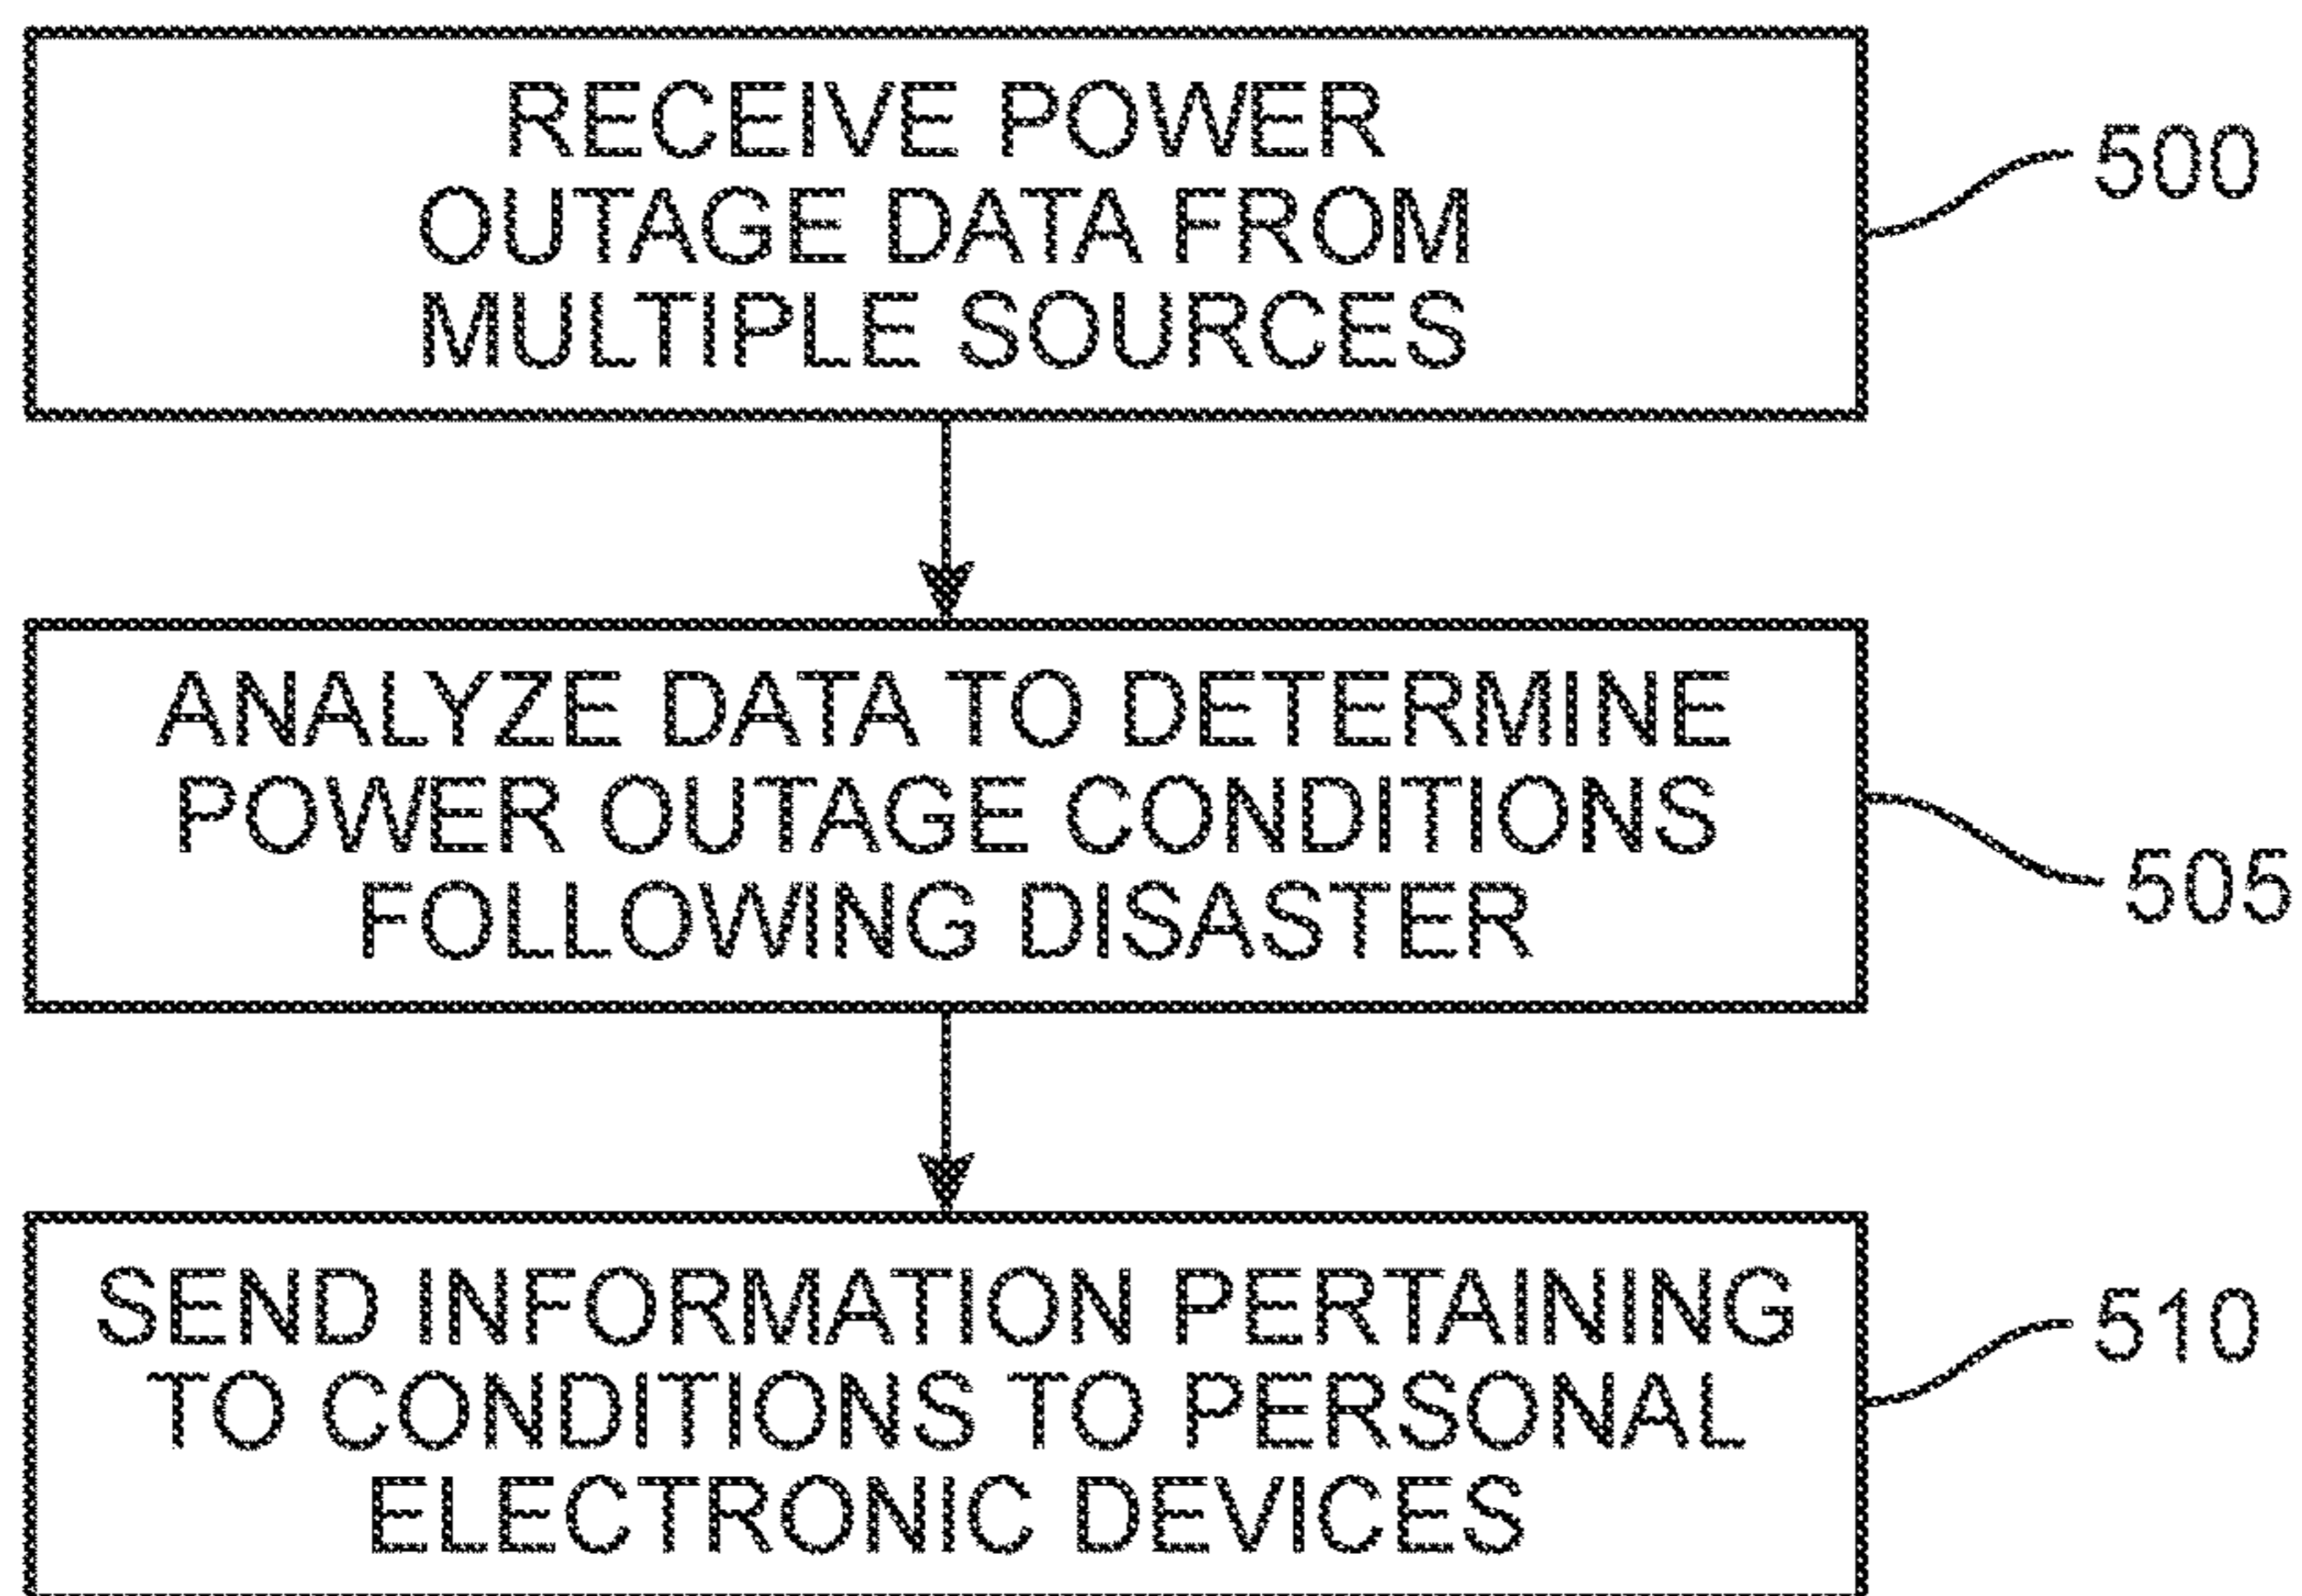 RECEIVE POWER
OUTAGE DATA FROM
MULTIPLE SOURCES
500
ANALYZE DATA TO DETERMINE
POWER OUTAGE CONDITIONS
FOLLOWING DISASTER
505
SEND INFORMATION PERTAINING
TO CONDITIONS TO PERSONAL
ELECTRONIC DEVICES
510